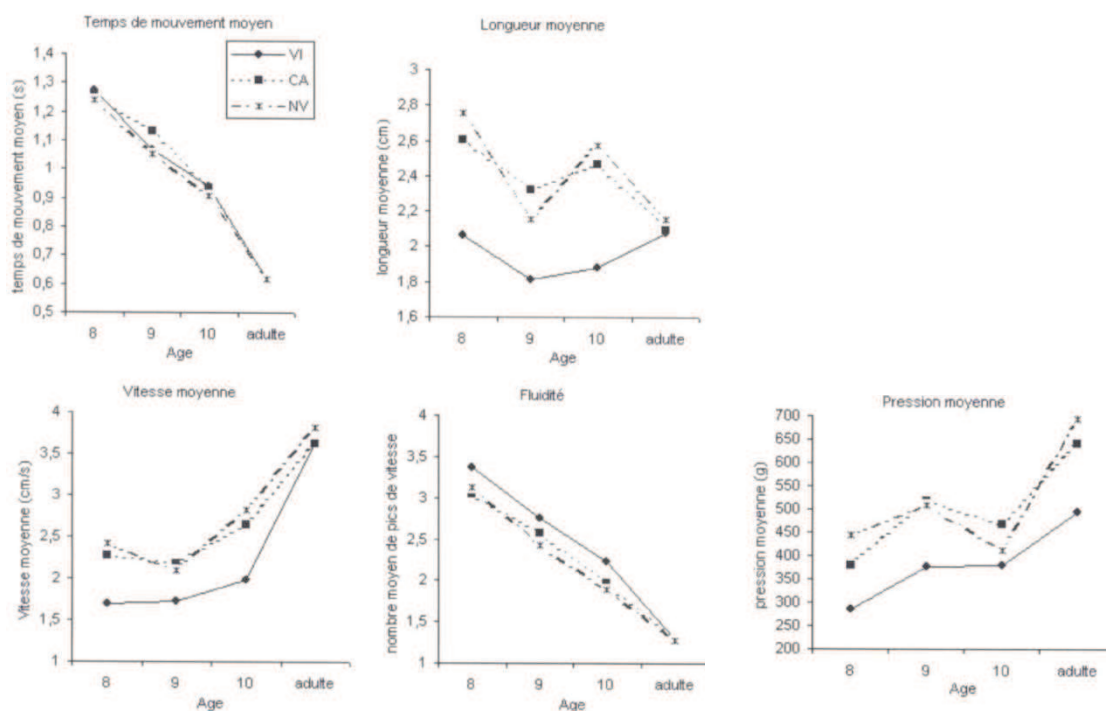 Temps de mouvement moyen
temps de mouvement moyen (s)
1,4
1,3
1,2
1,1
1
0,9
0,8
0,7
0,6
0,5
8 9 10 adulte
Age
VI
CA
NV
Longueur moyenne
longueur moyenne (cm)
3
2,8
2,6
2,4
2,2
2
1,8
1,6
8 9 10 adulte
Age
Vitesse moyenne
Vitesse moyenne (cm/s)
4
3,5
3
2,5
2
1,5
1
8 9 10 adulte
Age
Fluidité
nombre moyen de pics de vitesse
4
3,5
3
2,5
2
1,5
1
8 9 10 adulte
Age
Pression moyenne
pression moyenne (g)
700
650
600
550
500
450
400
350
300
250
200
8 9 10 adulte
Age